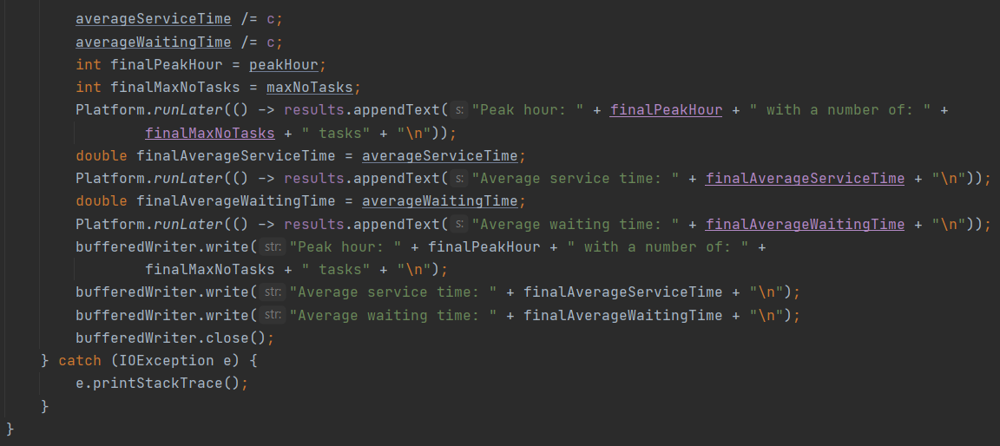 averageServiceTime /= c;
averageWaitingTime /= c;
int finalPeakHour = peakHour;
int finalMaxNoTasks = maxNoTasks;
Platform.runLater(() -> results.appendText( s: "Peak hour: " + finalPeakHour + " with a number of: " +
finalMaxNoTasks + " tasks" + "\n"));
double finalAverageServiceTime = averageServiceTime;
Platform.runLater(() -> results.appendText( s: "Average service time: " + finalAverageServiceTime + "\n"));
double finalAverageWaitingTime = averageWaitingTime;
Platform.runLater(() -> results.appendText( s: "Average waiting time: " + finalAverageWaitingTime + "\n"));
bufferedWriter.write( str: "Peak hour: " + finalPeakHour + " with a number of: " +
finalMaxNoTasks + " tasks" + "\n");
bufferedWriter.write( str: "Average service time: " + finalAverageServiceTime + "\n");
bufferedWriter.write( str: "Average waiting time: " + finalAverageWaitingTime + "\n");
bufferedWriter.close();
} catch (IOException e) {
e.printStackTrace();
}
}